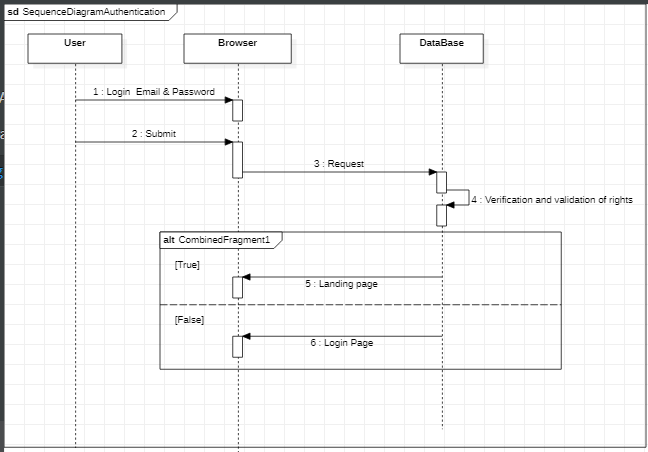 sd SequenceDiagramAuthentication
User
Browser
DataBase
1 : Login Email & Password
2 : Submit
3 : Request
4 : Verification and validation of rights
alt CombinedFragment1
[True]
5 : Landing page
[False]
6 : Login Page